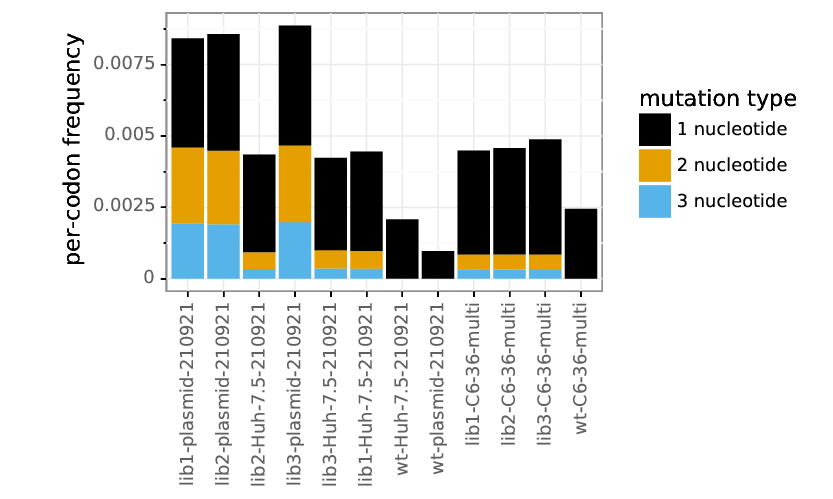 per-codon frequency
0.0075
0.005
0.0025
0
lib1-plasmid-210921
lib2-plasmid-210921
lib2-Huh-7.5-210921
lib3-plasmid-210921
lib3-Huh-7.5-210921
lib1-Huh-7.5-210921
wt-Huh-7.5-210921
wt-plasmid-210921
lib1-C6-36-multi
lib2-C6-36-multi
lib3-C6-36-multi
wt-C6-36-multi
mutation type
1 nucleotide
2 nucleotide
3 nucleotide